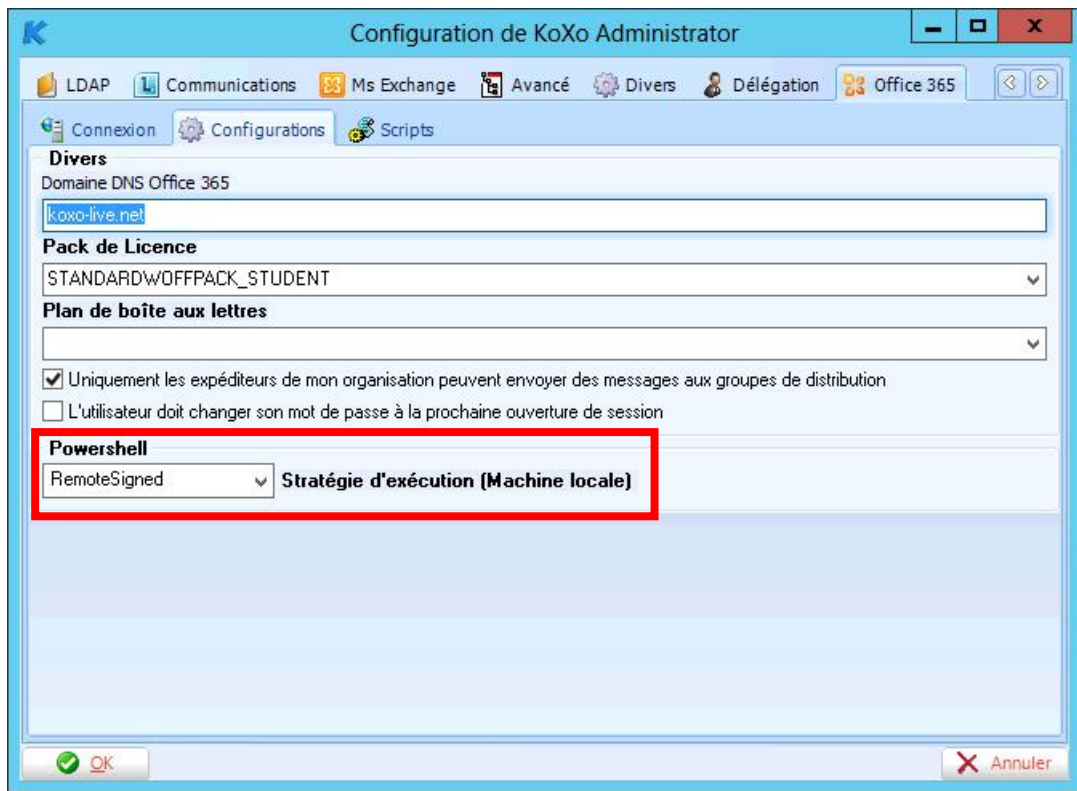 Configuration de KoXo Administrator
LDAP Communications Ms Exchange Avancé Divers Délégation Office 365
Connexion Configurations Scripts
Divers
Domaine DNS Office 365
koxo-live.net
Pack de Licence
STANDARDWOFFPACK_STUDENT
Plan de boîte aux lettres
Uniquement les expéditeurs de mon organisation peuvent envoyer des messages aux groupes de distribution
L'utilisateur doit changer son mot de passe à la prochaine ouverture de session
Powershell
RemoteSigned Stratégie d'exécution (Machine locale)
OK Annuler